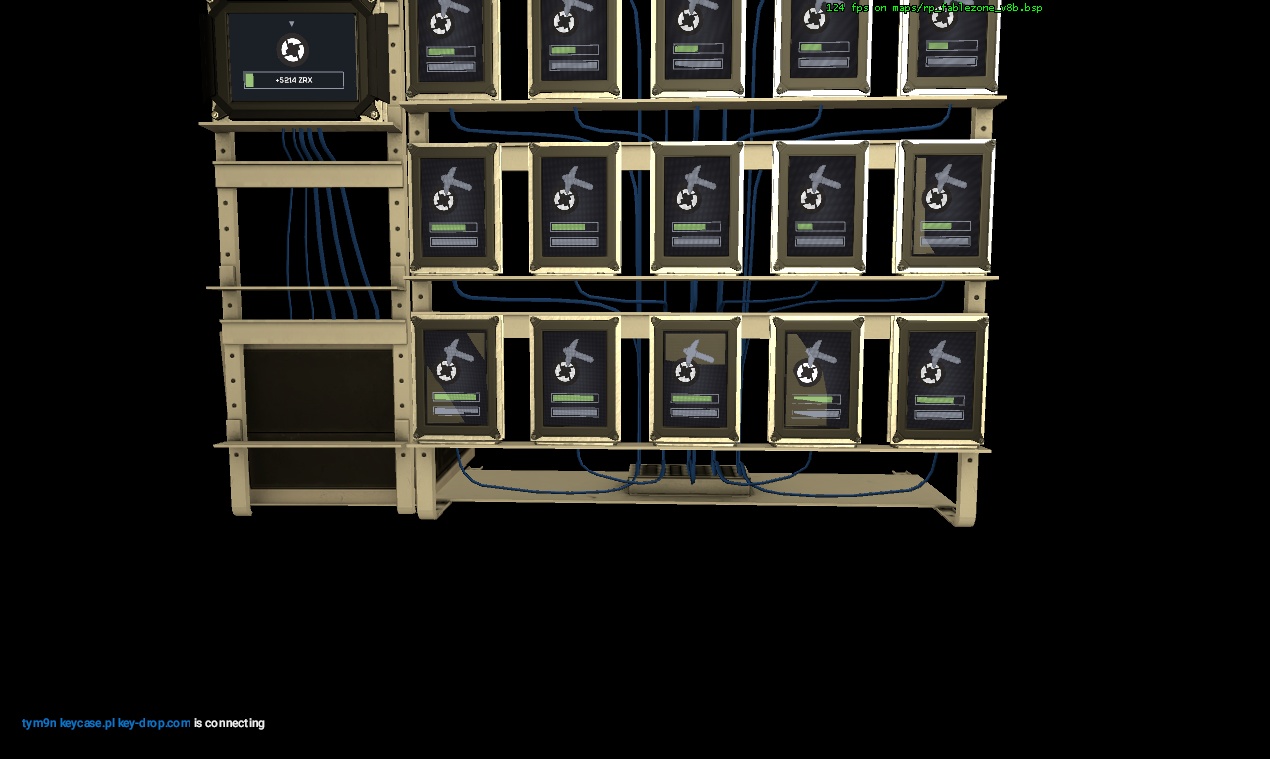 124 fps on maps/rp_fablezone_v8b.bsp
+5214 ZRX
tym9n keycase.pl key-drop.com is connecting